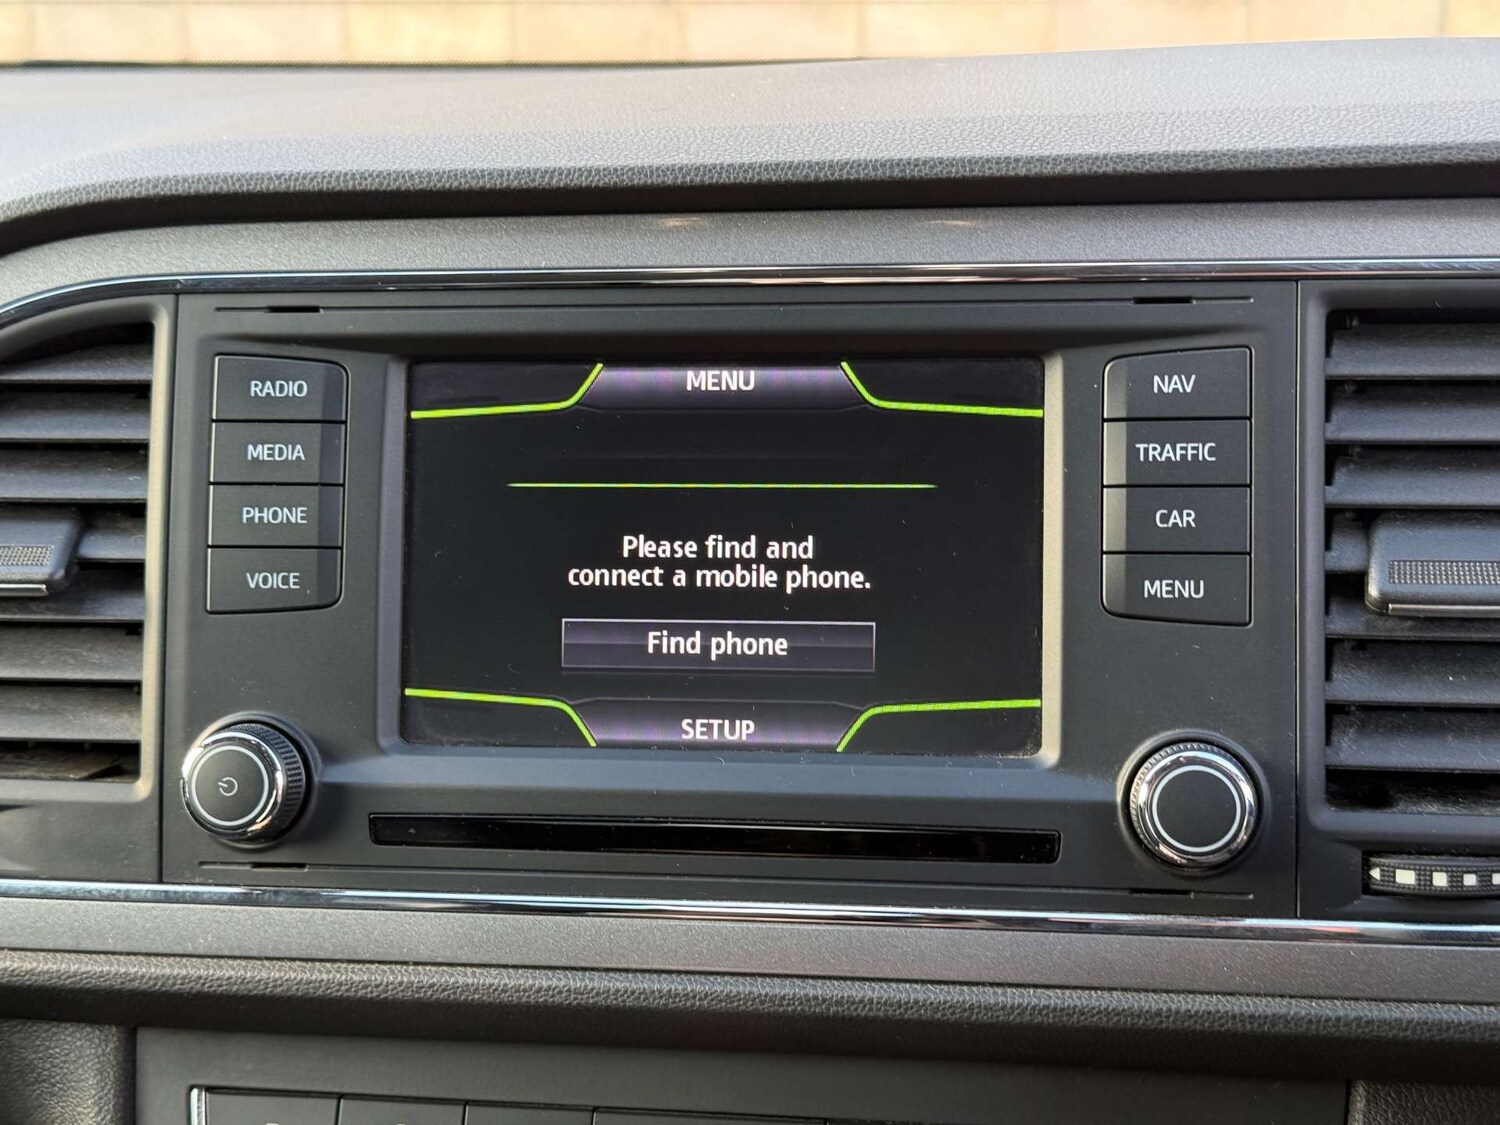 RADIO
MEDIA
PHONE
VOICE
MENU
Please find and
connect a mobile phone.
Find phone
SETUP
NAV
TRAFFIC
CAR
MENU